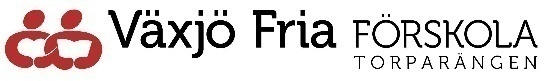 Växjö Fria FÖRSKOLA
TORPARÄNGEN